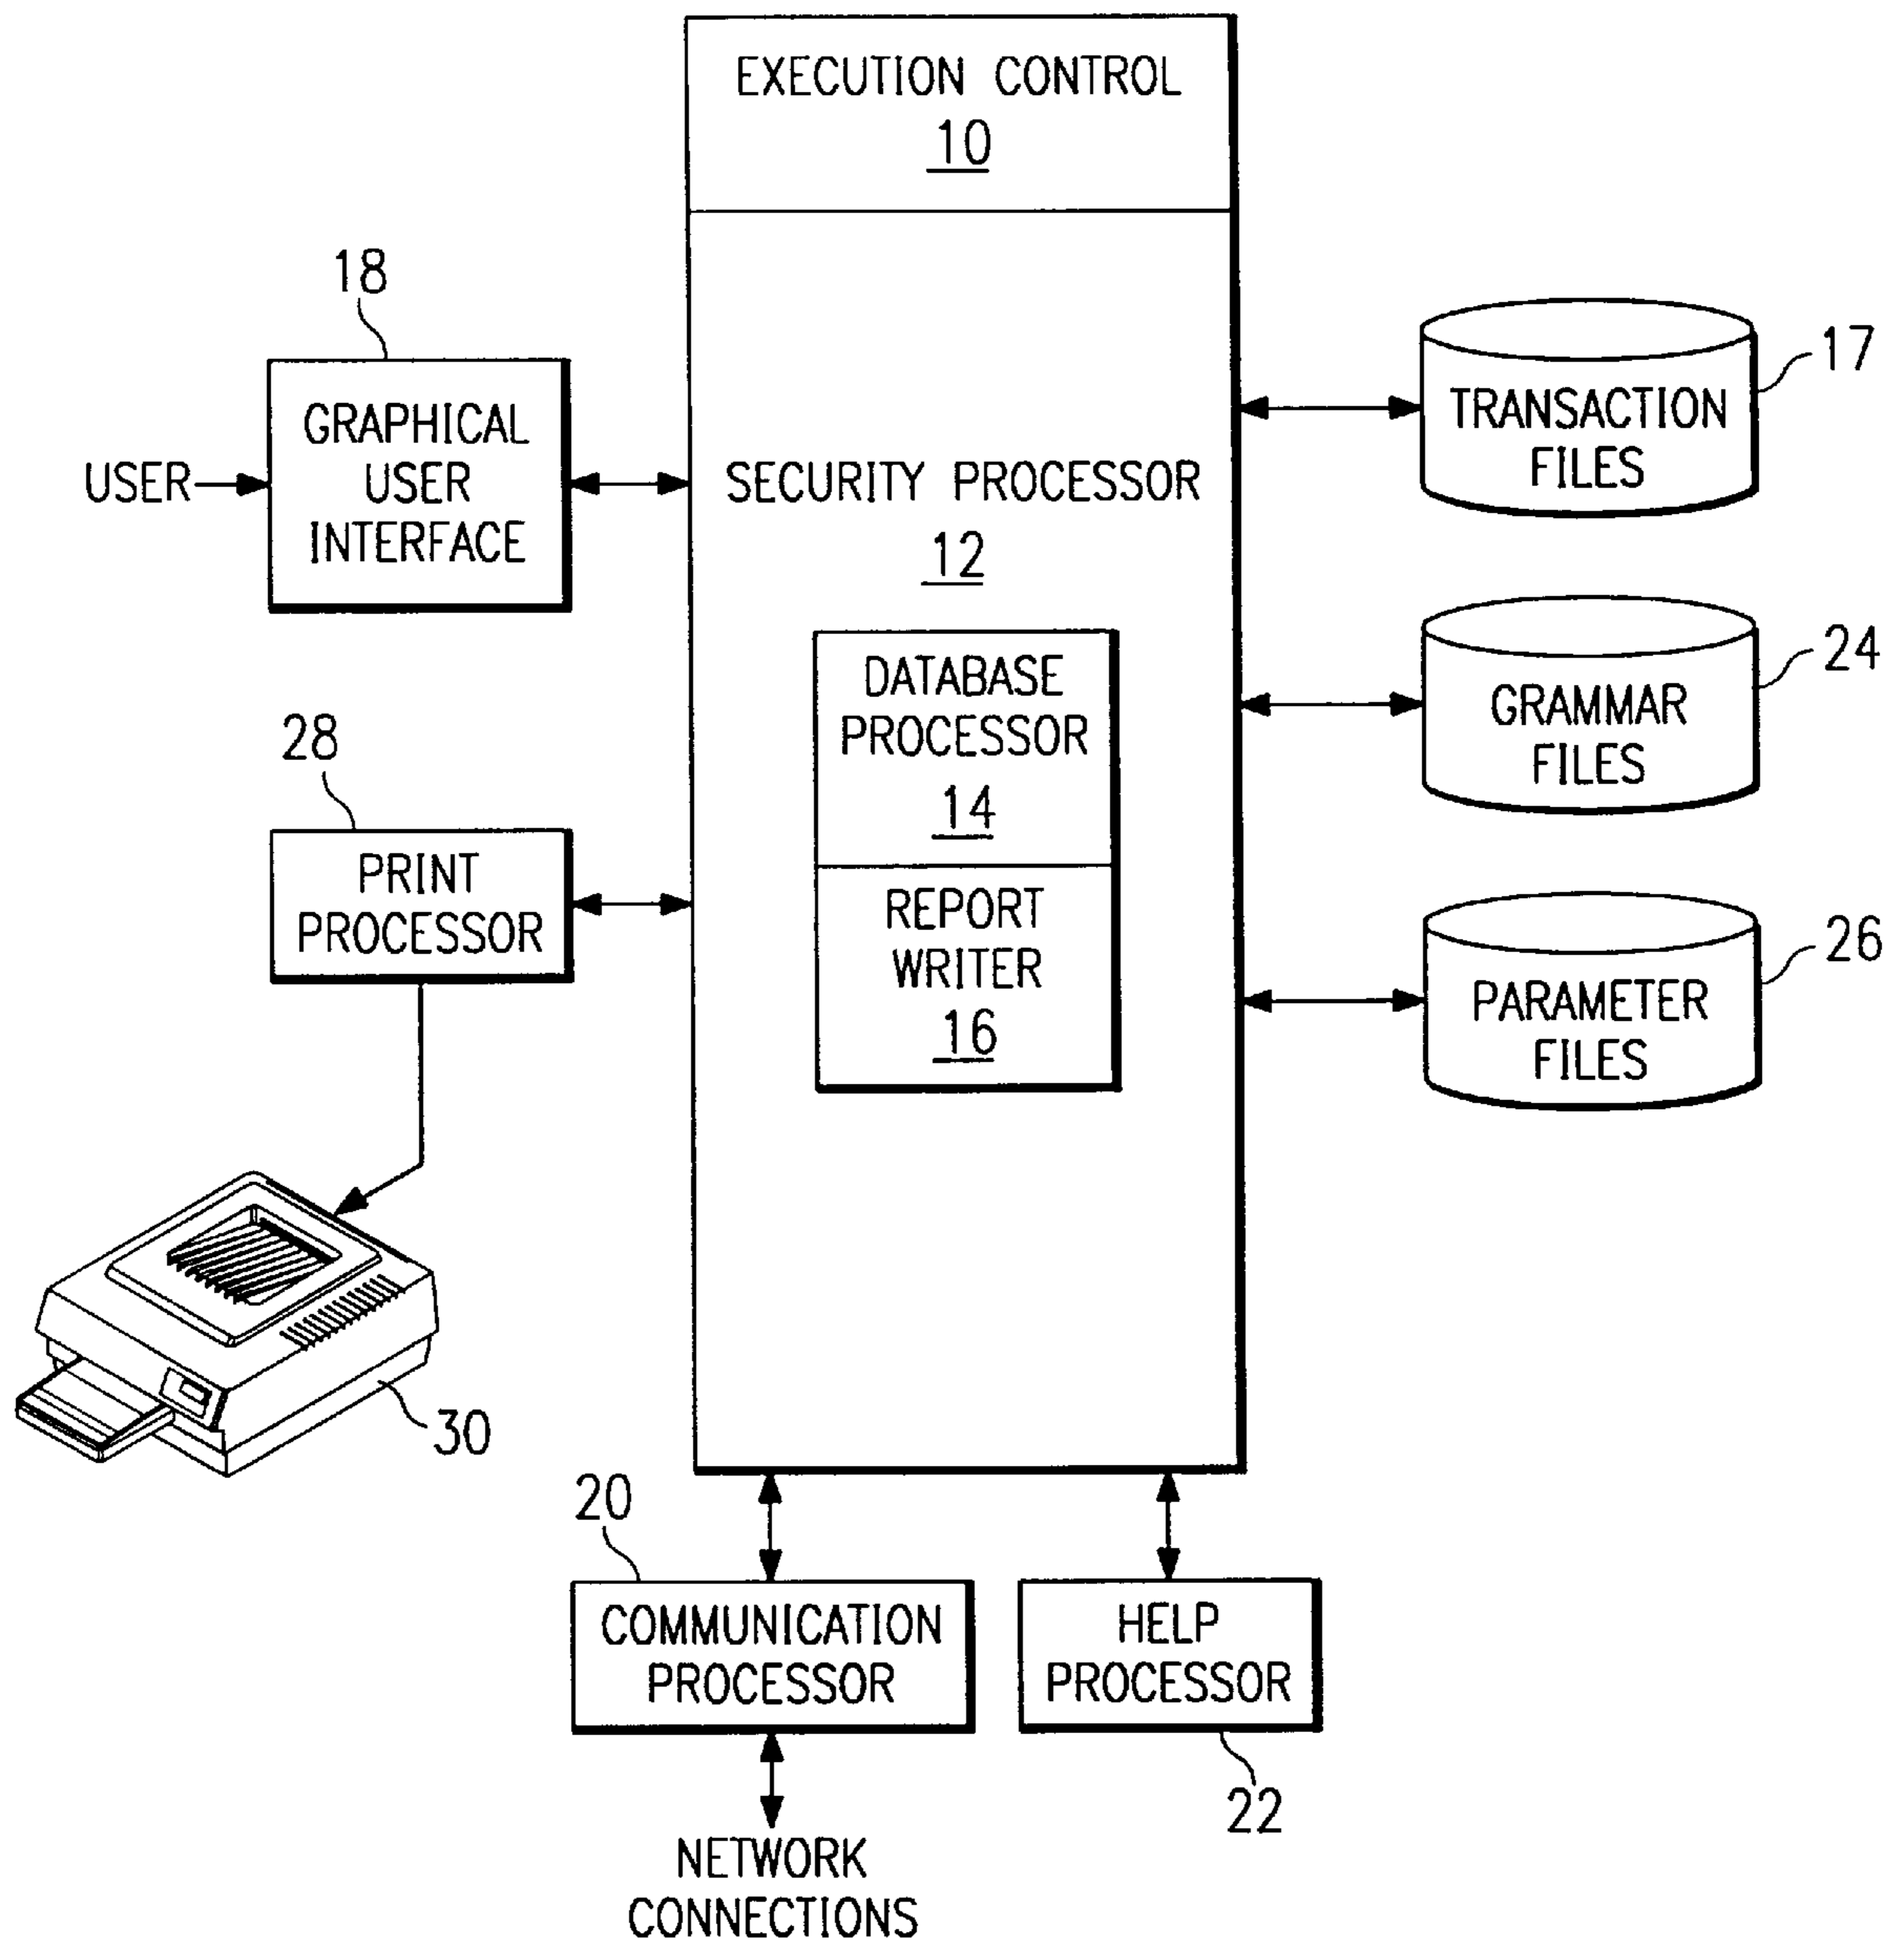 EXECUTION CONTROL
10
18
GRAPHICAL
USER
INTERFACE
USER
SECURITY PROCESSOR
12
17
TRANSACTION
FILES
24
GRAMMAR
FILES
DATABASE
PROCESSOR
14
28
PRINT
PROCESSOR
REPORT
WRITER
16
26
PARAMETER
FILES
30
20
COMMUNICATION
PROCESSOR
HELP
PROCESSOR
22
NETWORK
CONNECTIONS